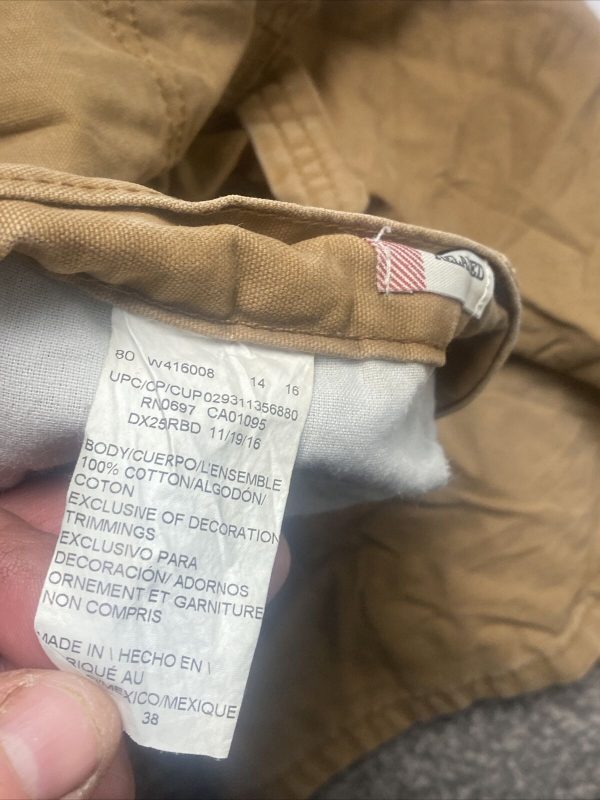 RELAXED
80 W416008 14 16
UPC/CP/CUP029311356880
RN0697 CA01095
DX25RBD 11/19/16
BODY/CUERPO/L'ENSEMBLE
100% COTTON/ALGODÓN/
COTON
EXCLUSIVE OF DECORATION
TRIMMINGS
EXCLUSIVO PARA
DECORACIÓN/ ADORNOS
ORNEMENT ET GARNITURE
NON COMPRIS
MADE IN \ HECHO EN \
RIQUÉ AU
MEXICO/MEXIQUE
38